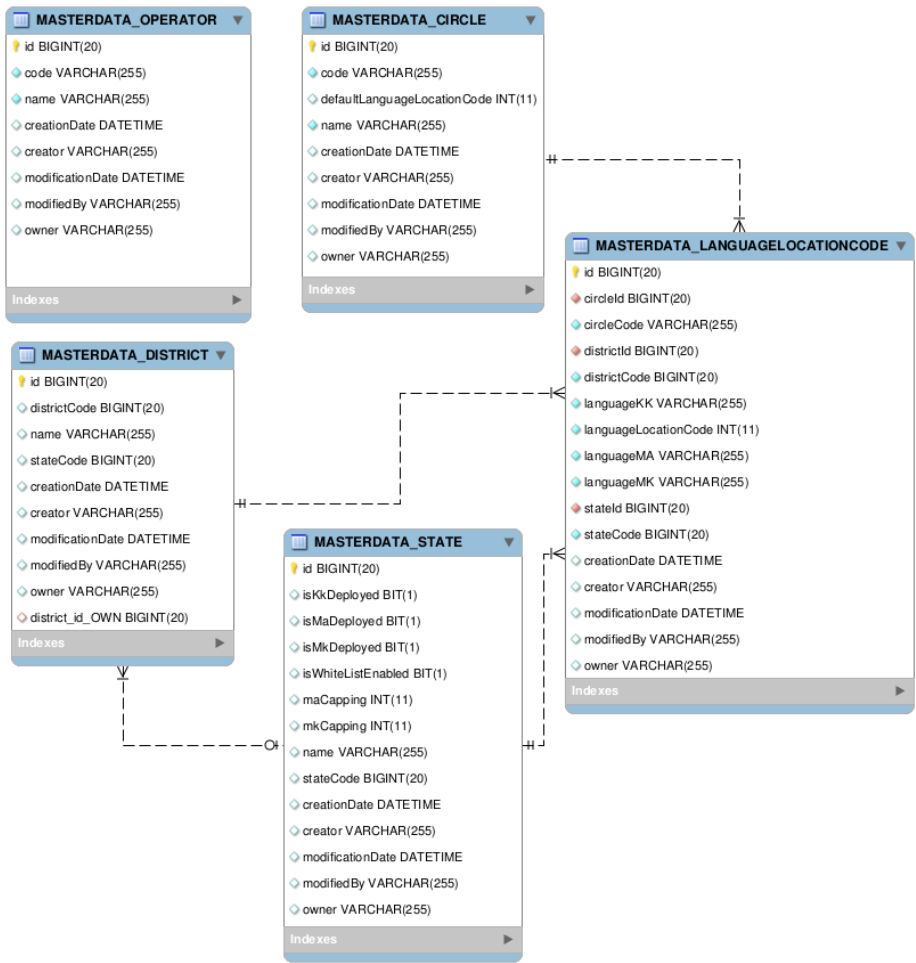 MASTERDATA_OPERATOR
id BIGINT(20)
code VARCHAR(255)
name VARCHAR(255)
creationDate DATETIME
creator VARCHAR(255)
modificationDate DATETIME
modifiedBy VARCHAR(255)
owner VARCHAR(255)
Indexes
MASTERDATA_CIRCLE
id BIGINT(20)
code VARCHAR(255)
defaultLanguageLocationCode INT(11)
name VARCHAR(255)
creationDate DATETIME
creator VARCHAR(255)
modificationDate DATETIME
modifiedBy VARCHAR(255)
owner VARCHAR(255)
Indexes
MASTERDATA_LANGUAGELOCATIONCODE
id BIGINT(20)
circleId BIGINT(20)
circleCode VARCHAR(255)
districtId BIGINT(20)
districtCode BIGINT(20)
languageKK VARCHAR(255)
languageLocationCode INT(11)
languageMA VARCHAR(255)
languageMK VARCHAR(255)
stateId BIGINT(20)
stateCode BIGINT(20)
creationDate DATETIME
creator VARCHAR(255)
modificationDate DATETIME
modifiedBy VARCHAR(255)
owner VARCHAR(255)
Indexes
MASTERDATA_DISTRICT
id BIGINT(20)
districtCode BIGINT(20)
name VARCHAR(255)
stateCode BIGINT(20)
creationDate DATETIME
creator VARCHAR(255)
modificationDate DATETIME
modifiedBy VARCHAR(255)
owner VARCHAR(255)
district_id_OWN BIGINT(20)
Indexes
MASTERDATA_STATE
id BIGINT(20)
isKkDeployed BIT(1)
isMaDeployed BIT(1)
isMkDeployed BIT(1)
isWhiteListEnabled BIT(1)
maCapping INT(11)
mkCapping INT(11)
name VARCHAR(255)
stateCode BIGINT(20)
creationDate DATETIME
creator VARCHAR(255)
modificationDate DATETIME
modifiedBy VARCHAR(255)
owner VARCHAR(255)
Indexes